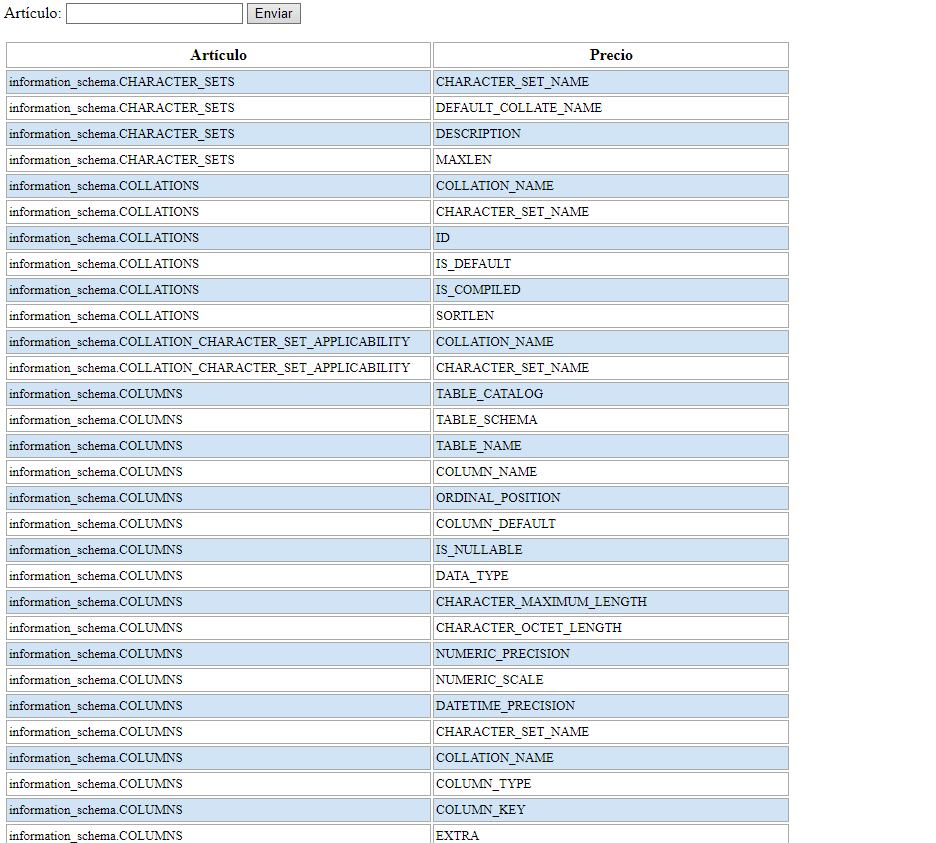 Artículo: Enviar
Artículo Precio
information_schema.CHARACTER_SETS CHARACTER_SET_NAME
information_schema.CHARACTER_SETS DEFAULT_COLLATE_NAME
information_schema.CHARACTER_SETS DESCRIPTION
information_schema.CHARACTER_SETS MAXLEN
information_schema.COLLATIONS COLLATION_NAME
information_schema.COLLATIONS CHARACTER_SET_NAME
information_schema.COLLATIONS ID
information_schema.COLLATIONS IS_DEFAULT
information_schema.COLLATIONS IS_COMPILED
information_schema.COLLATIONS SORTLEN
information_schema.COLLATION_CHARACTER_SET_APPLICABILITY COLLATION_NAME
information_schema.COLLATION_CHARACTER_SET_APPLICABILITY CHARACTER_SET_NAME
information_schema.COLUMNS TABLE_CATALOG
information_schema.COLUMNS TABLE_SCHEMA
information_schema.COLUMNS TABLE_NAME
information_schema.COLUMNS COLUMN_NAME
information_schema.COLUMNS ORDINAL_POSITION
information_schema.COLUMNS COLUMN_DEFAULT
information_schema.COLUMNS IS_NULLABLE
information_schema.COLUMNS DATA_TYPE
information_schema.COLUMNS CHARACTER_MAXIMUM_LENGTH
information_schema.COLUMNS CHARACTER_OCTET_LENGTH
information_schema.COLUMNS NUMERIC_PRECISION
information_schema.COLUMNS NUMERIC_SCALE
information_schema.COLUMNS DATETIME_PRECISION
information_schema.COLUMNS CHARACTER_SET_NAME
information_schema.COLUMNS COLLATION_NAME
information_schema.COLUMNS COLUMN_TYPE
information_schema.COLUMNS COLUMN_KEY
information_schema.COLUMNS EXTRA